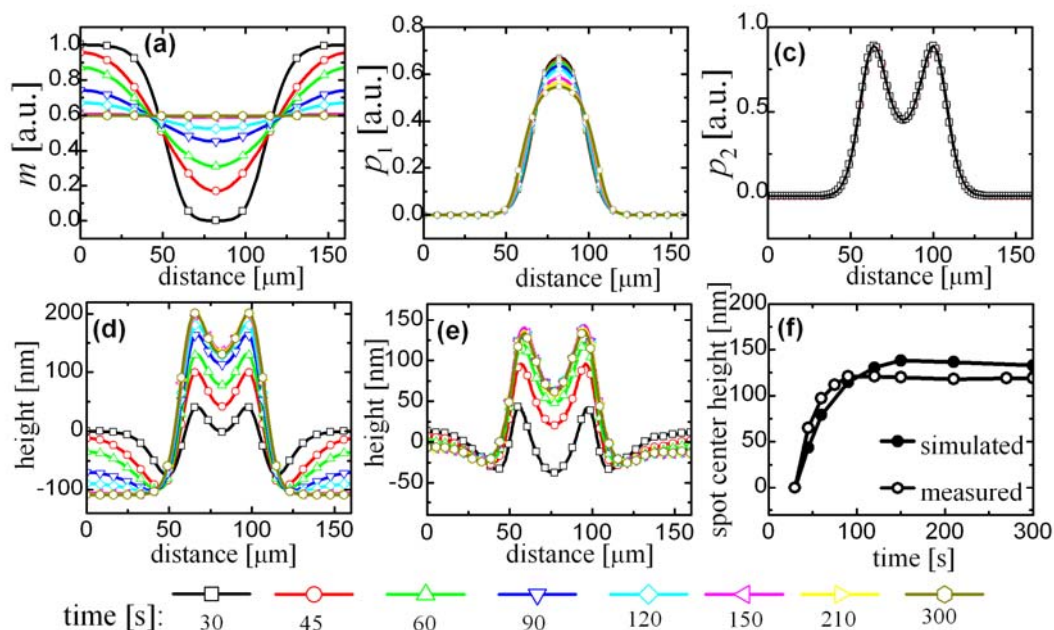 (a)
m [a.u.]
1.0
0.8
0.6
0.4
0.2
0.0
0 50 100 150
distance [μm]
p1 [a.u.]
0.8
0.6
0.4
0.2
0.0
0 50 100 150
distance [μm]
(c)
p2 [a.u.]
1.0
0.5
0.0
0 50 100 150
distance [μm]
(d)
height [nm]
200
100
0
-100
0 50 100 150
distance [μm]
(e)
height [nm]
150
100
50
0
-50
0 50 100 150
distance [μm]
(f)
spot center height [nm]
200
150
100
50
0
simulated
measured
0 100 200 300
time [s]
time [s]: 30 45 60 90 120 150 210 300